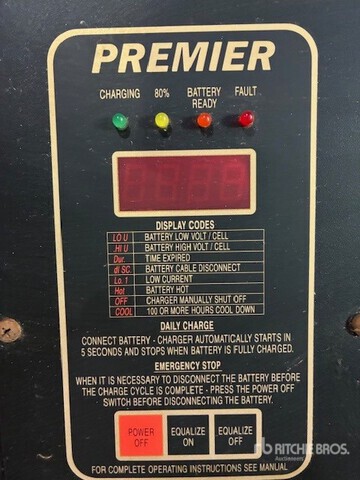 PREMIER
CHARGING 80% BATTERY READY FAULT
DISPLAY CODES
LO U BATTERY LOW VOLT / CELL
HI U BATTERY HIGH VOLT / CELL
Dur. TIME EXPIRED
dI SC. BATTERY CABLE DISCONNECT
Lo. 1 LOW CURRENT
Hot BATTERY HOT
OFF CHARGER MANUALLY SHUT OFF
COOL 100 OR MORE HOURS COOL DOWN
DAILY CHARGE
CONNECT BATTERY - CHARGER AUTOMATICALLY STARTS IN
5 SECONDS AND STOPS WHEN BATTERY IS FULLY CHARGED.
EMERGENCY STOP
WHEN IT IS NECESSARY TO DISCONNECT THE BATTERY BEFORE
THE CHARGE CYCLE IS COMPLETE - PRESS THE POWER OFF
SWITCH BEFORE DISCONNECTING THE BATTERY.
POWER OFF
EQUALIZE ON
EQUALIZE OFF
FOR COMPLETE OPERATING INSTRUCTIONS SEE MANUAL
rb RITCHIE BROS.
Auctioneers